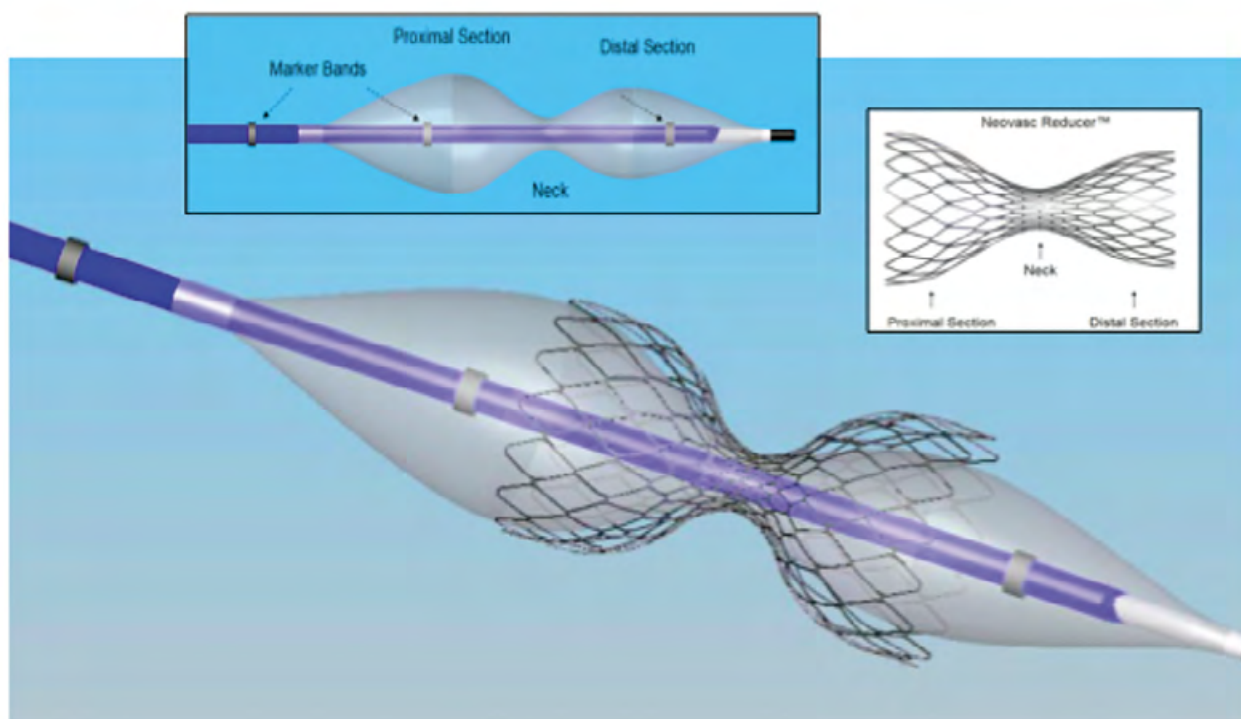 Proximal Section
Distal Section
Marker Bands
Neck
Neovasc Reducer™
Neck
Proximal Section
Distal Section